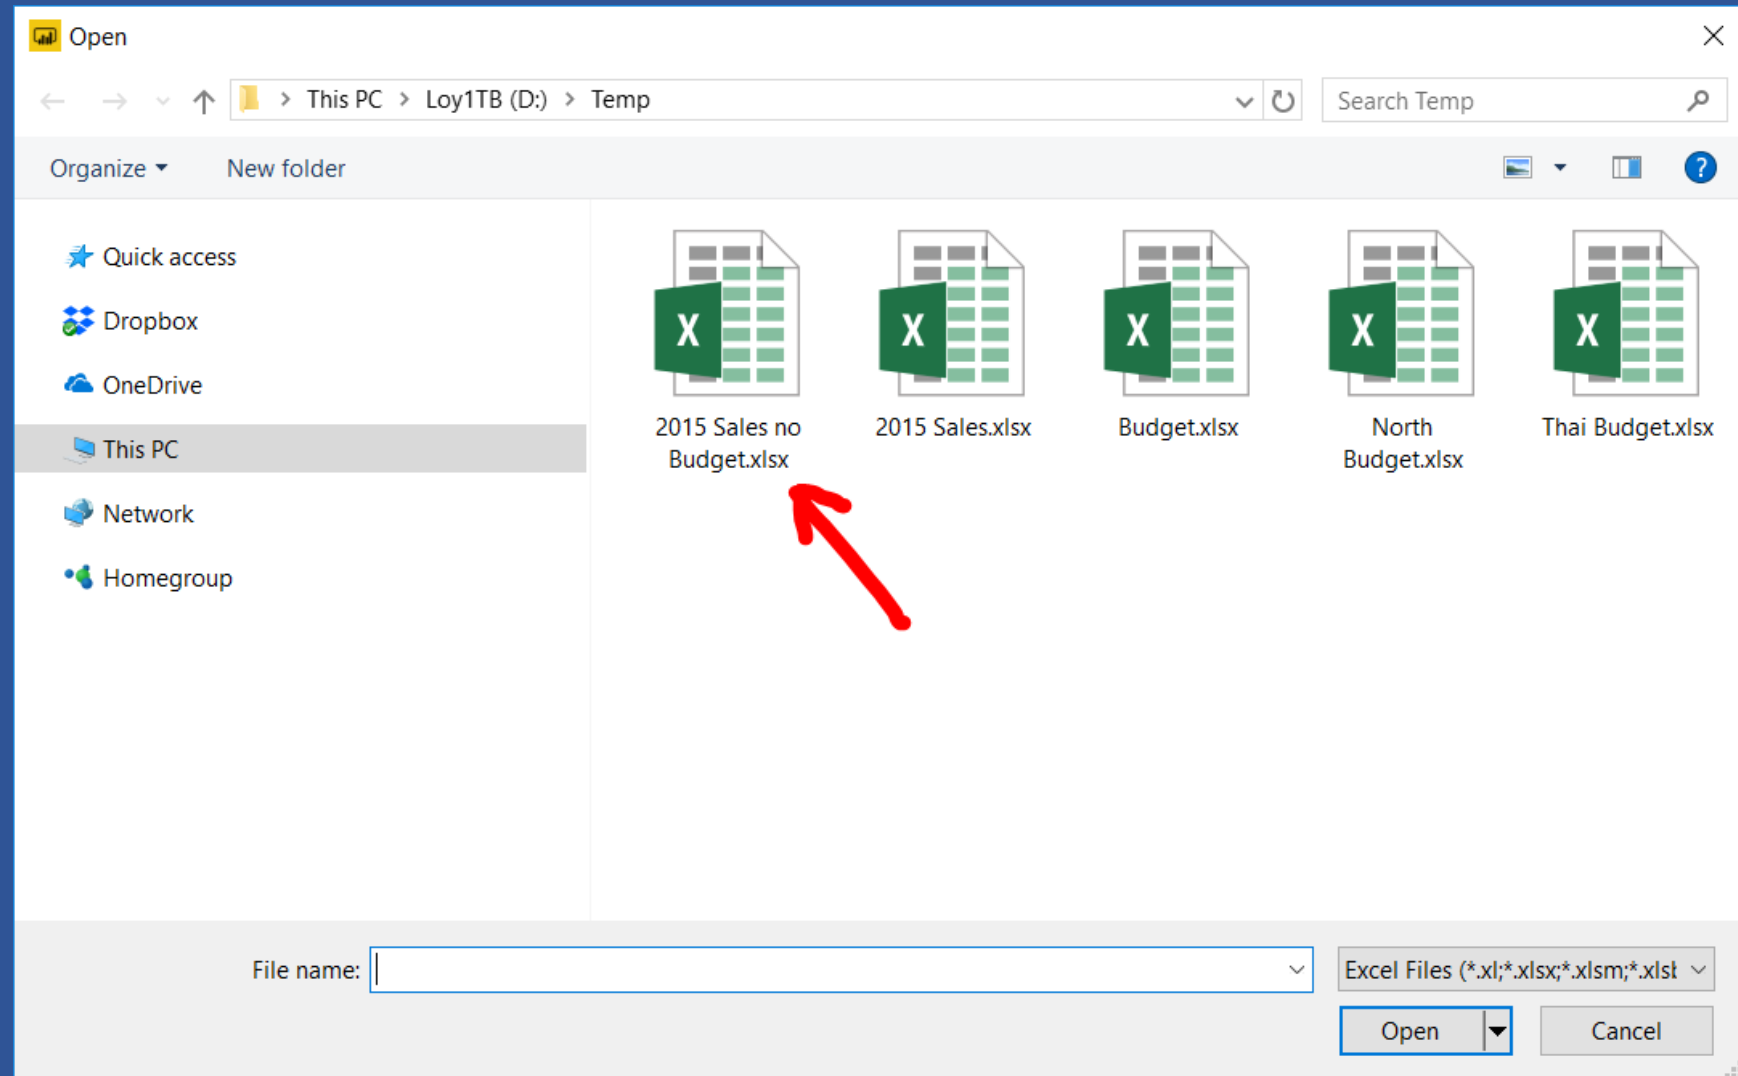 Open
This PC > Loy1TB (D:) > Temp
Search Temp
Organize
New folder
?
Quick access
Dropbox
OneDrive
This PC
Network
Homegroup
X
X
X
X
X
2015 Sales no
Budget.xlsx
2015 Sales.xlsx
Budget.xlsx
North
Budget.xlsx
Thai Budget.xlsx
File name:
Excel Files (*.xl;*.xlsx;*.xlsm;*.xlsb
Open
Cancel